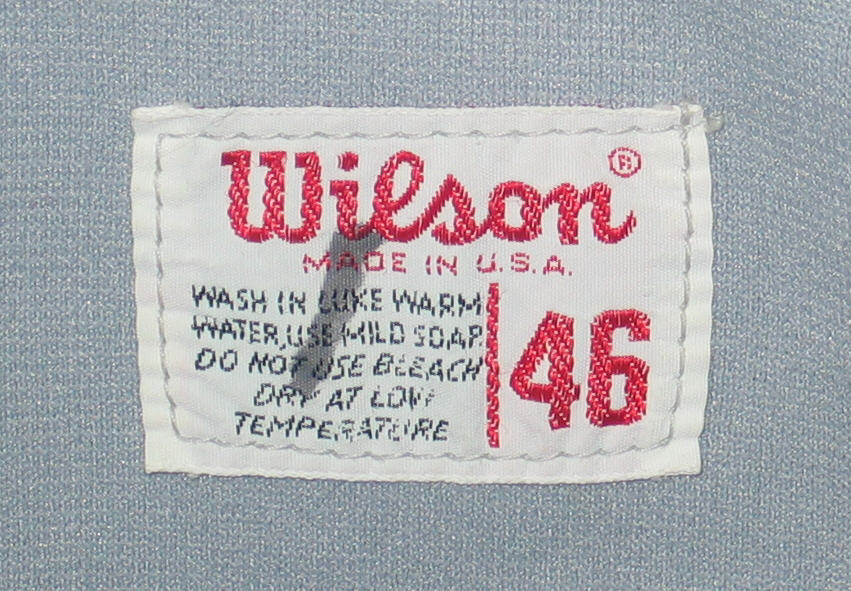 Wilson®
MADE IN U.S.A.
WASH IN LUKE WARM
WATER,USE MILD SOAP.
DO NOT USE BLEACH
DRY AT LOW
TEMPERATURE
46